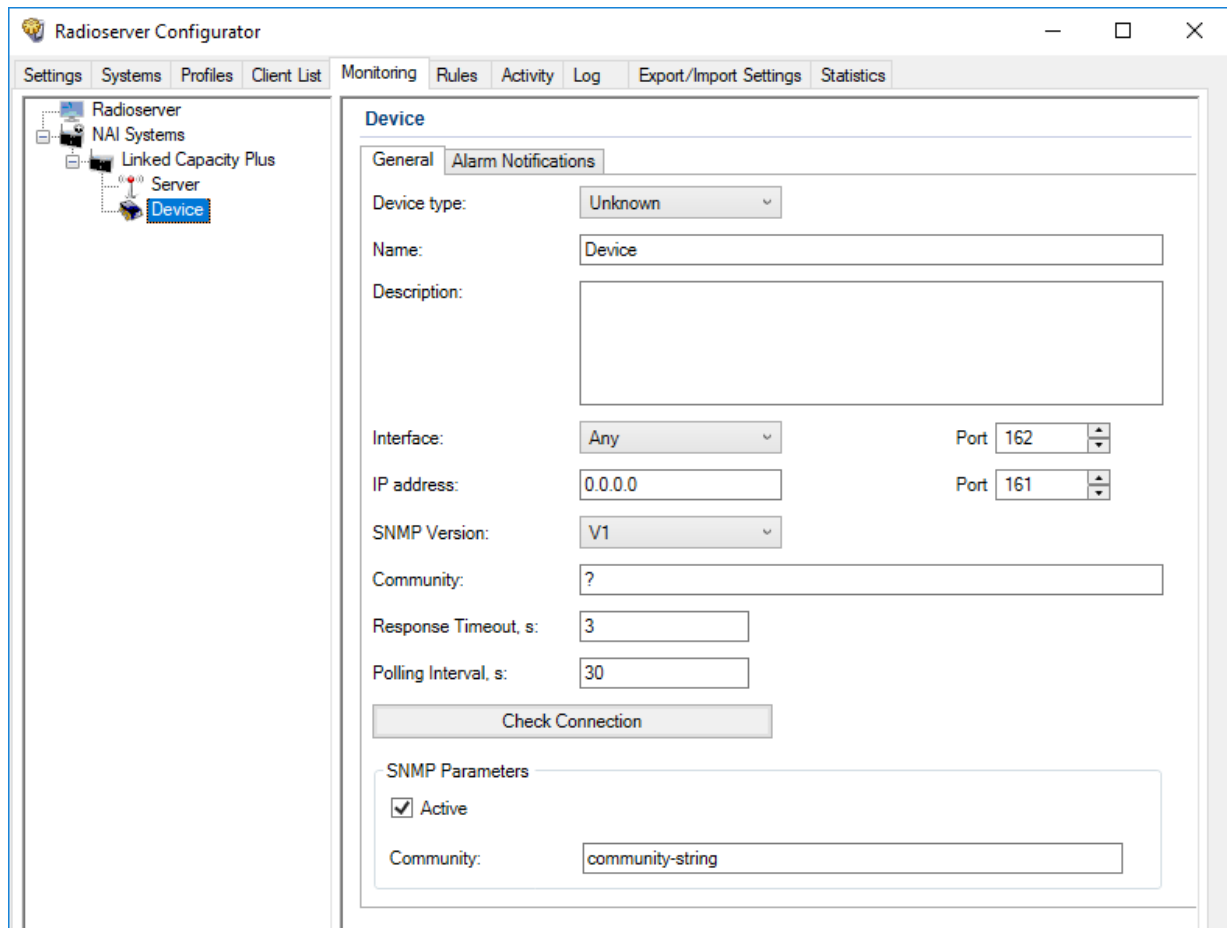 Radioserver Configurator
Settings Systems Profiles Client List Monitoring Rules Activity Log Export/Import Settings Statistics
Radioserver
NAI Systems
Linked Capacity Plus
Server
Device
Device
General Alarm Notifications
Device type: Unknown
Name: Device
Description:
Interface: Any Port 162
IP address: 0.0.0.0 Port 161
SNMP Version: V1
Community: ?
Response Timeout, s: 3
Polling Interval, s: 30
Check Connection
SNMP Parameters
Active
Community: community-string